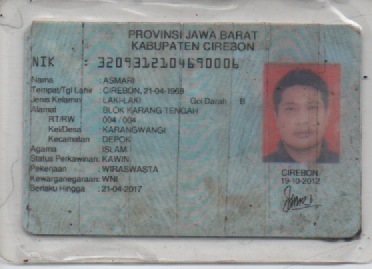 PROVINSI JAWA BARAT
KABUPATEN CIREBON
NIK : 3209312104690006
Nama : ASMARI
Tempat/Tgl Lahir : CIREBON, 21-04-1969
Jenis Kelamin : LAKI-LAKI Gol Darah B
Alamat : BLOK KARANG TENGAH
RT/RW : 004 / 004
Kel/Desa : KARANGWANGI
Kecamatan : DEPOK
Agama : ISLAM
Status Perkawinan: KAWIN
Pekerjaan : WIRASWASTA
Kewarganegaraan: WNI
Berlaku Hingga : 21-04-2017
CIREBON
19-10-2012